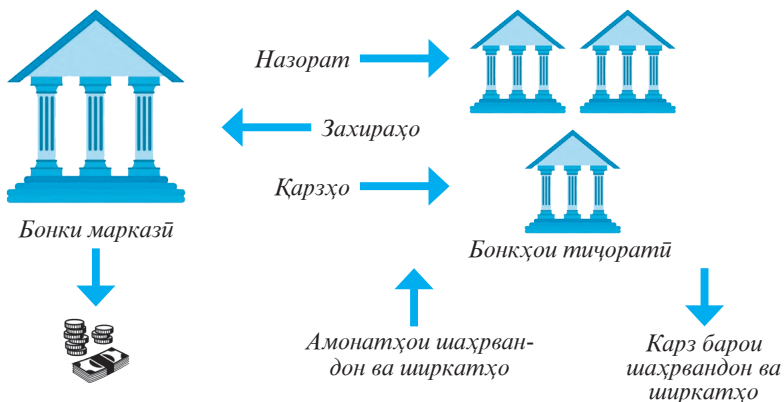 Назорат
Захираҳо
Қарзҳо
Бонки марказӣ
Бонкҳои тиҷоратӣ
Амонатҳои шаҳрван-
дон ва ширкатҳо
Карз барои
шаҳрвандон ва
ширкатҳо